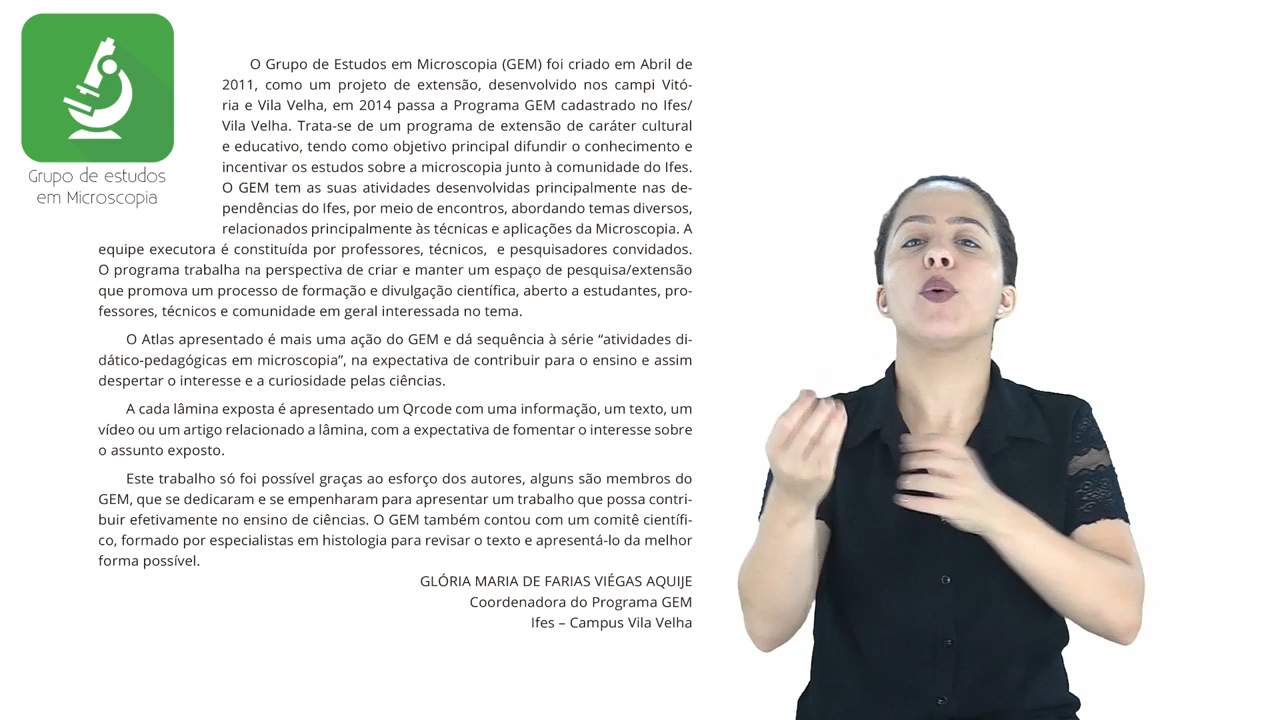 Grupo de estudos
em Microscopia
O Grupo de Estudos em Microscopia (GEM) foi criado em Abril de
2011, como um projeto de extensão, desenvolvido nos campi Vitó-
ria e Vila Velha, em 2014 passa a Programa GEM cadastrado no Ifes/
Vila Velha. Trata-se de um programa de extensão de caráter cultural
e educativo, tendo como objetivo principal difundir o conhecimento e
incentivar os estudos sobre a microscopia junto à comunidade do Ifes.
O GEM tem as suas atividades desenvolvidas principalmente nas de-
pendências do Ifes, por meio de encontros, abordando temas diversos,
relacionados principalmente às técnicas e aplicações da Microscopia. A
equipe executora é constituída por professores, técnicos, e pesquisadores convidados.
O programa trabalha na perspectiva de criar e manter um espaço de pesquisa/extensão
que promova um processo de formação e divulgação científica, aberto a estudantes, pro-
fessores, técnicos e comunidade em geral interessada no tema.
O Atlas apresentado é mais uma ação do GEM e dá sequência à série “atividades di-
dático-pedagógicas em microscopia”, na expectativa de contribuir para o ensino e assim
despertar o interesse e a curiosidade pelas ciências.
A cada lâmina exposta é apresentado um Qrcode com uma informação, um texto, um
vídeo ou um artigo relacionado a lâmina, com a expectativa de fomentar o interesse sobre
o assunto exposto.
Este trabalho só foi possível graças ao esforço dos autores, alguns são membros do
GEM, que se dedicaram e se empenharam para apresentar um trabalho que possa contri-
buir efetivamente no ensino de ciências. O GEM também contou com um comitê científi-
co, formado por especialistas em histologia para revisar o texto e apresentá-lo da melhor
forma possível.
GLÓRIA MARIA DE FARIAS VIÉGAS AQUIJE
Coordenadora do Programa GEM
Ifes – Campus Vila Velha